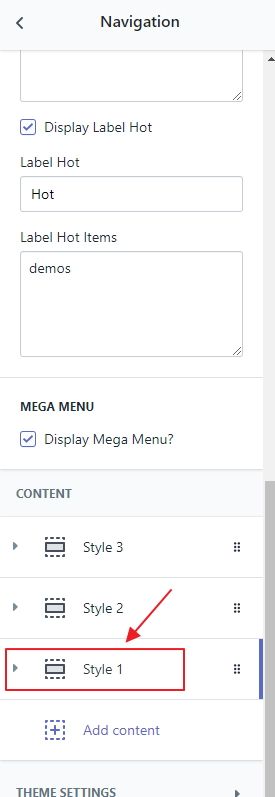 Navigation
Display Label Hot
Label Hot
Hot
Label Hot Items
demos
MEGA MENU
Display Mega Menu?
CONTENT
Style 3
Style 2
Style 1
Add content
THEME SETTINGS